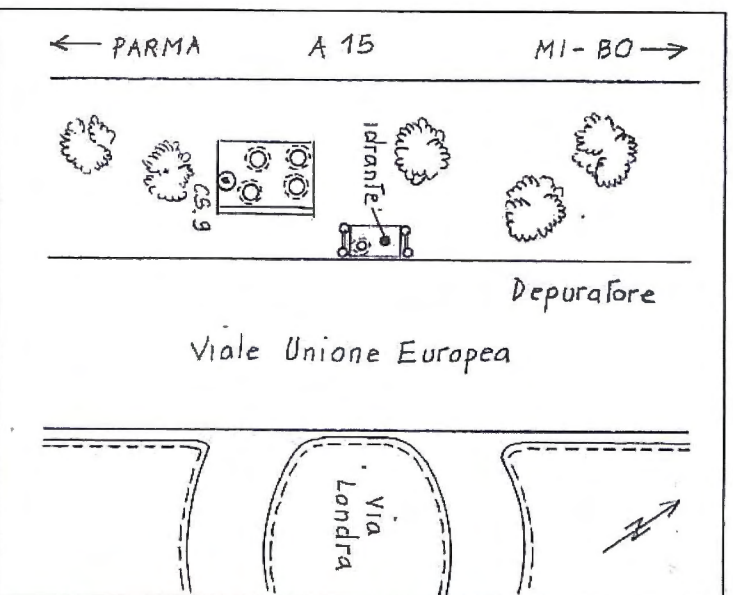 ← PARMA A 15 MI-BO →
idrante
CS.9
Depuratore
Viale Unione Europea
Via
Londra
N